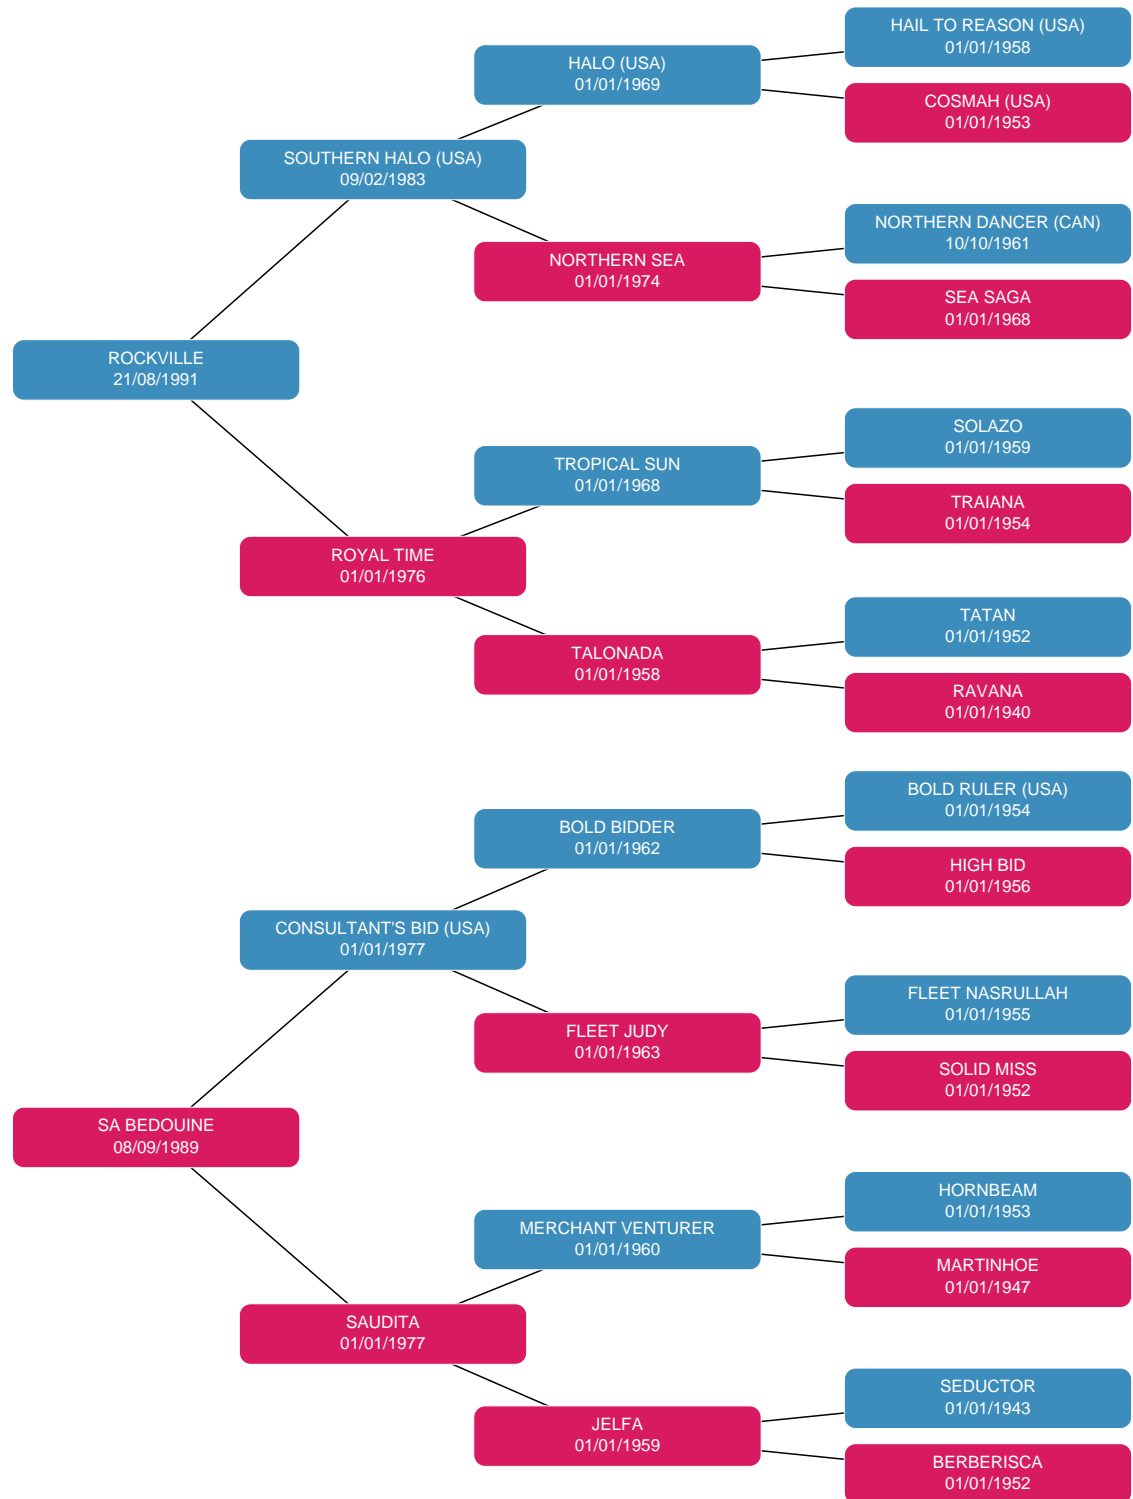 HAIL TO REASON (USA)
01/01/1958
HALO (USA)
01/01/1969
COSMAH (USA)
01/01/1953
SOUTHERN HALO (USA)
09/02/1983
NORTHERN DANCER (CAN)
10/10/1961
NORTHERN SEA
01/01/1974
SEA SAGA
01/01/1968
ROCKVILLE
21/08/1991
SOLAZO
01/01/1959
TROPICAL SUN
01/01/1968
TRAIANA
01/01/1954
ROYAL TIME
01/01/1976
TATAN
01/01/1952
TALONADA
01/01/1958
RAVANA
01/01/1940
BOLD RULER (USA)
01/01/1954
BOLD BIDDER
01/01/1962
HIGH BID
01/01/1956
CONSULTANT'S BID (USA)
01/01/1977
FLEET NASRULLAH
01/01/1955
FLEET JUDY
01/01/1963
SOLID MISS
01/01/1952
SA BEDOUINE
08/09/1989
HORNBEAM
01/01/1953
MERCHANT VENTURER
01/01/1960
MARTINHOE
01/01/1947
SAUDITA
01/01/1977
SEDUCTOR
01/01/1943
JELFA
01/01/1959
BERBERISCA
01/01/1952